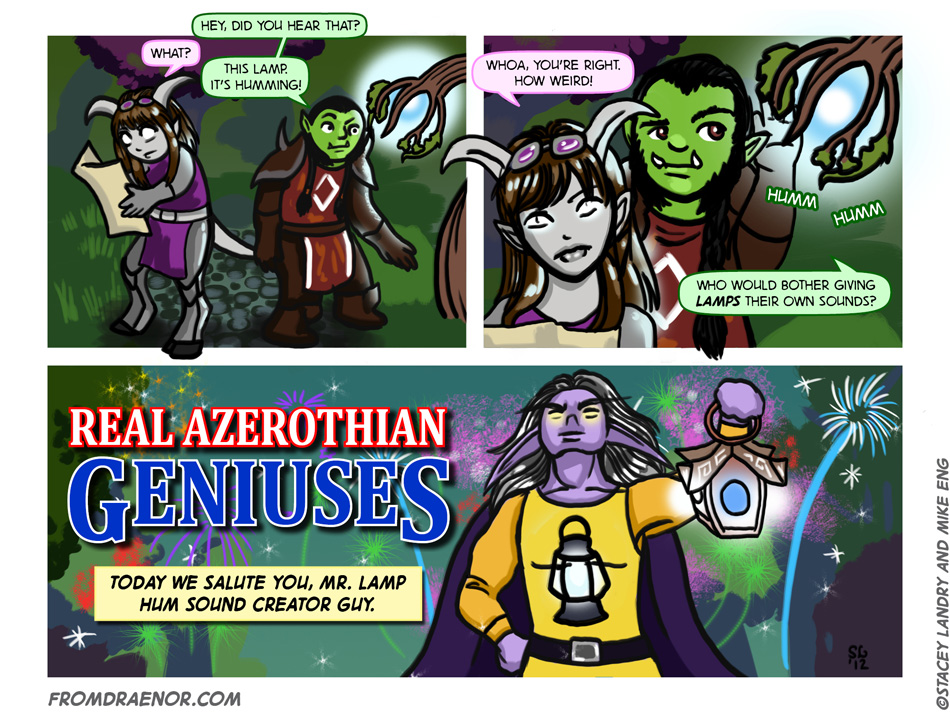 HEY, DID YOU HEAR THAT?
WHAT?
THIS LAMP.
IT'S HUMMING!
WHOA, YOU'RE RIGHT.
HOW WEIRD!
HUMM
HUMM
WHO WOULD BOTHER GIVING
LAMPS THEIR OWN SOUNDS?
REAL AZEROTHIAN
GENIUSES
TODAY WE SALUTE YOU, MR. LAMP
HUM SOUND CREATOR GUY.
SG
'12
FROMDRAENOR.COM
©STACEY LANDRY AND MIKE ENG